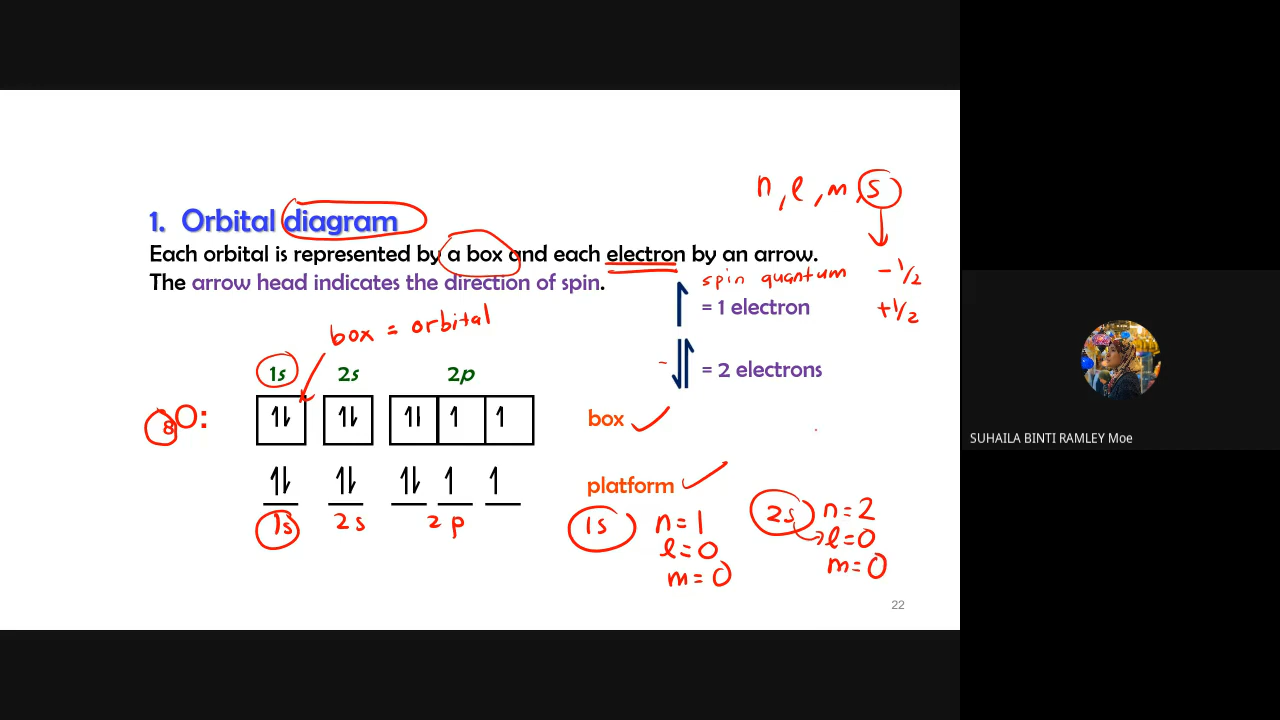 n, l, m, s
1. Orbital diagram
Each orbital is represented by a box and each electron by an arrow.
The arrow head indicates the direction of spin.
spin quantum
- 1/2
= 1 electron
+ 1/2
box = orbital
= 2 electrons
1s 2s 2p
8O:
box
platform
1s 2s 2p
1s n = 1
l = 0
m = 0
2s n = 2
l = 0
m = 0
22
SUHAILA BINTI RAMLEY Moe